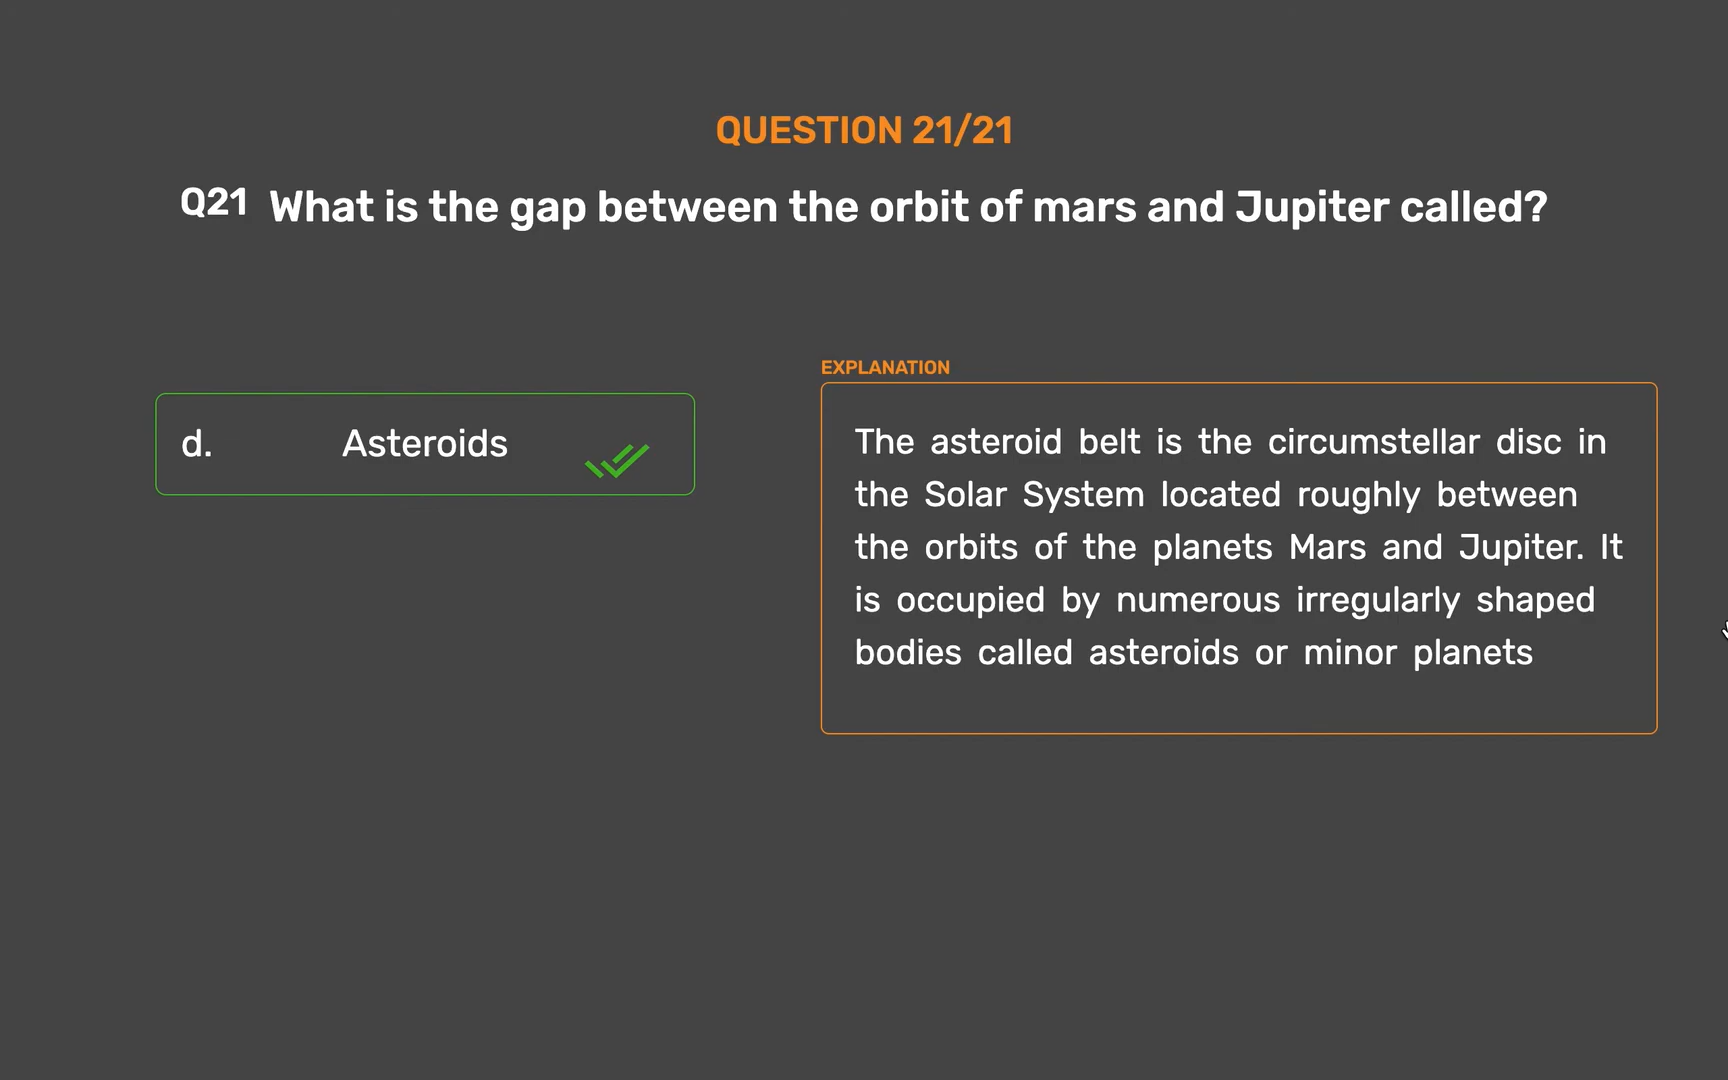 QUESTION 21/21
Q21 What is the gap between the orbit of mars and Jupiter called?
d. Asteroids
EXPLANATION
The asteroid belt is the circumstellar disc in
the Solar System located roughly between
the orbits of the planets Mars and Jupiter. It
is occupied by numerous irregularly shaped
bodies called asteroids or minor planets